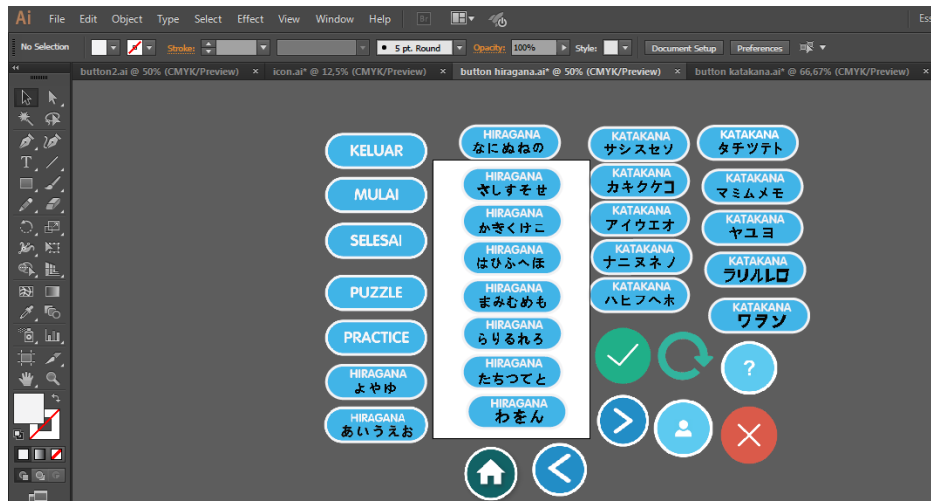 Ai File Edit Object Type Select Effect View Window Help Br
No Selection Stroke: 5 pt. Round Opacity: 100% Style: Document Setup Preferences
button2.ai @ 50% (CMYK/Preview) × icon.ai* @ 12,5% (CMYK/Preview) × button hiragana.ai* @ 50% (CMYK/Preview) × button katakana.ai* @ 66,67% (CMYK/Preview) ×
KELUAR
MULAI
SELESAI
PUZZLE
PRACTICE
HIRAGANA
よやゆ
HIRAGANA
あいうえお
HIRAGANA
なにぬねの
HIRAGANA
さしすそせ
HIRAGANA
かきくけこ
HIRAGANA
はひふへほ
HIRAGANA
まみむめも
HIRAGANA
らりるれろ
HIRAGANA
たちつてと
HIRAGANA
わをん
KATAKANA
サシスセソ
KATAKANA
カキクケコ
KATAKANA
アイウエオ
KATAKANA
ナニヌネノ
KATAKANA
ハヒフヘホ
KATAKANA
タチツテト
KATAKANA
マミムメモ
KATAKANA
ヤユヨ
KATAKANA
ラリルレロ
KATAKANA
ワヲソ
?